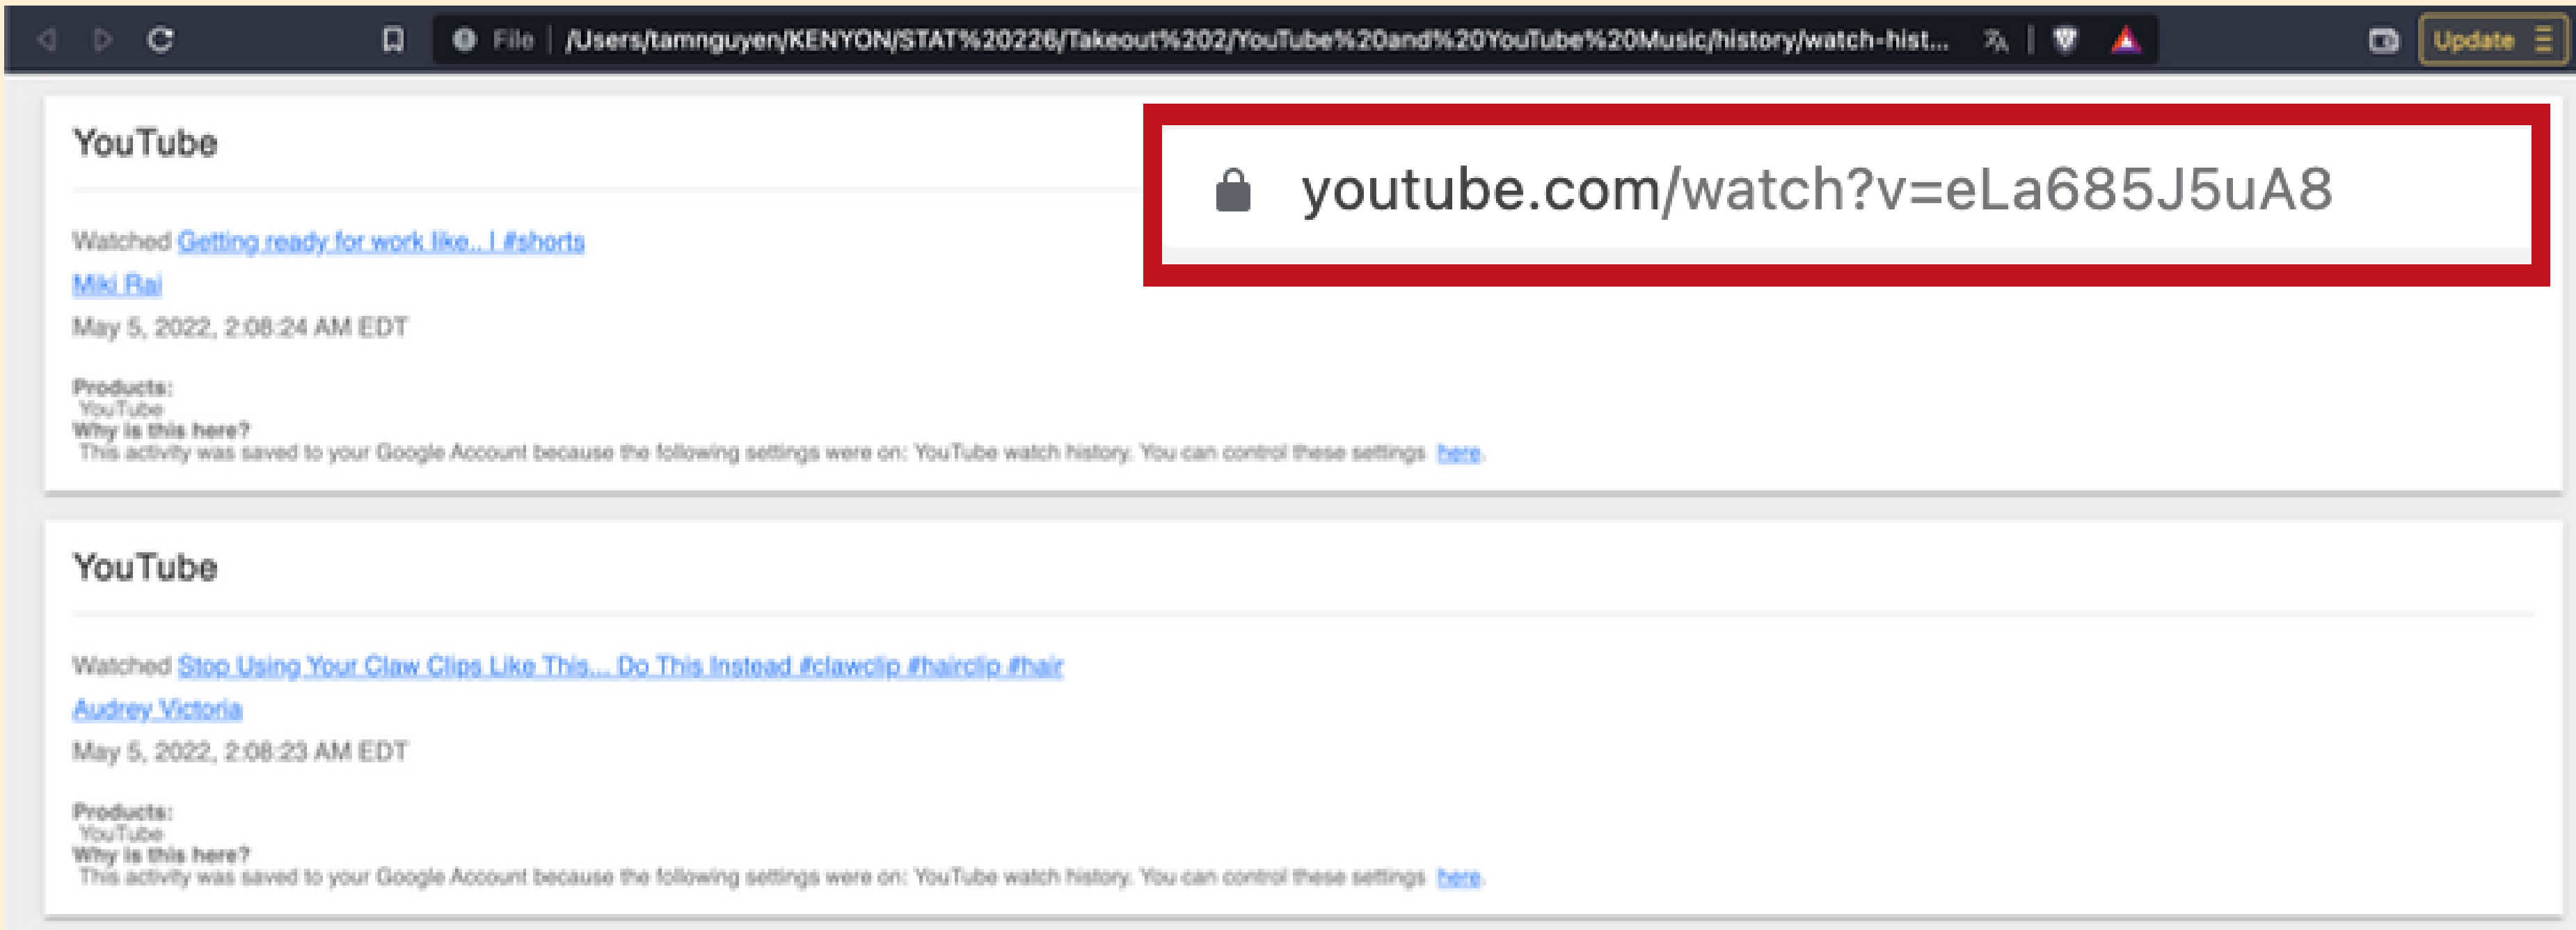 File | /Users/tamnguyen/KENYON/STAT%20226/Takeout%202/YouTube%20and%20YouTube%20Music/history/watch-hist...
Update
YouTube
youtube.com/watch?v=eLa685J5uA8
Watched Getting ready for work like.. | #shorts
Miki Rai
May 5, 2022, 2:08:24 AM EDT
Products:
YouTube
Why is this here?
This activity was saved to your Google Account because the following settings were on: YouTube watch history. You can control these settings here.
YouTube
Watched Stop Using Your Claw Clips Like This... Do This Instead #clawclip #hairclip #hair
Audrey Victoria
May 5, 2022, 2:08:23 AM EDT
Products:
YouTube
Why is this here?
This activity was saved to your Google Account because the following settings were on: YouTube watch history. You can control these settings here.